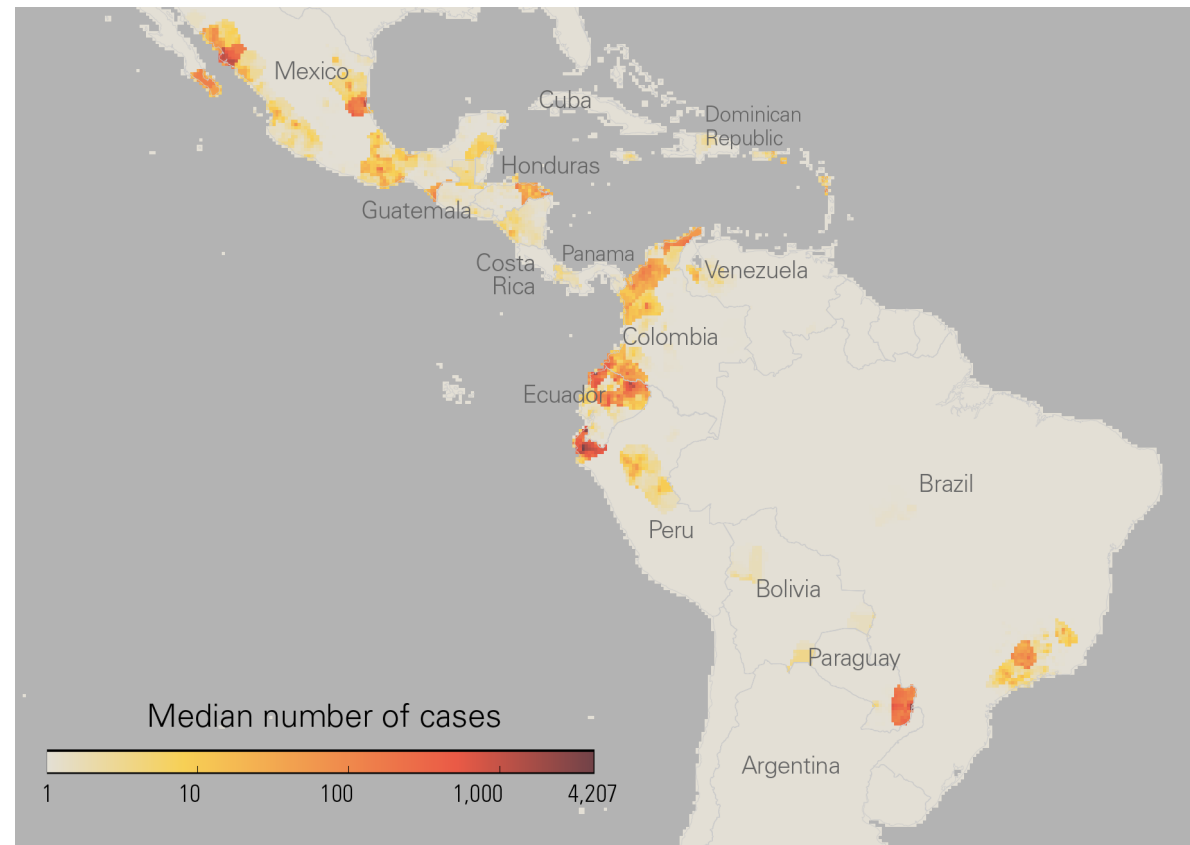 Mexico
Cuba
Dominican
Republic
Honduras
Guatemala
Costa
Rica
Panama
Venezuela
Colombia
Ecuador
Brazil
Peru
Bolivia
Paraguay
Argentina
Median number of cases
1 10 100 1,000 4,207